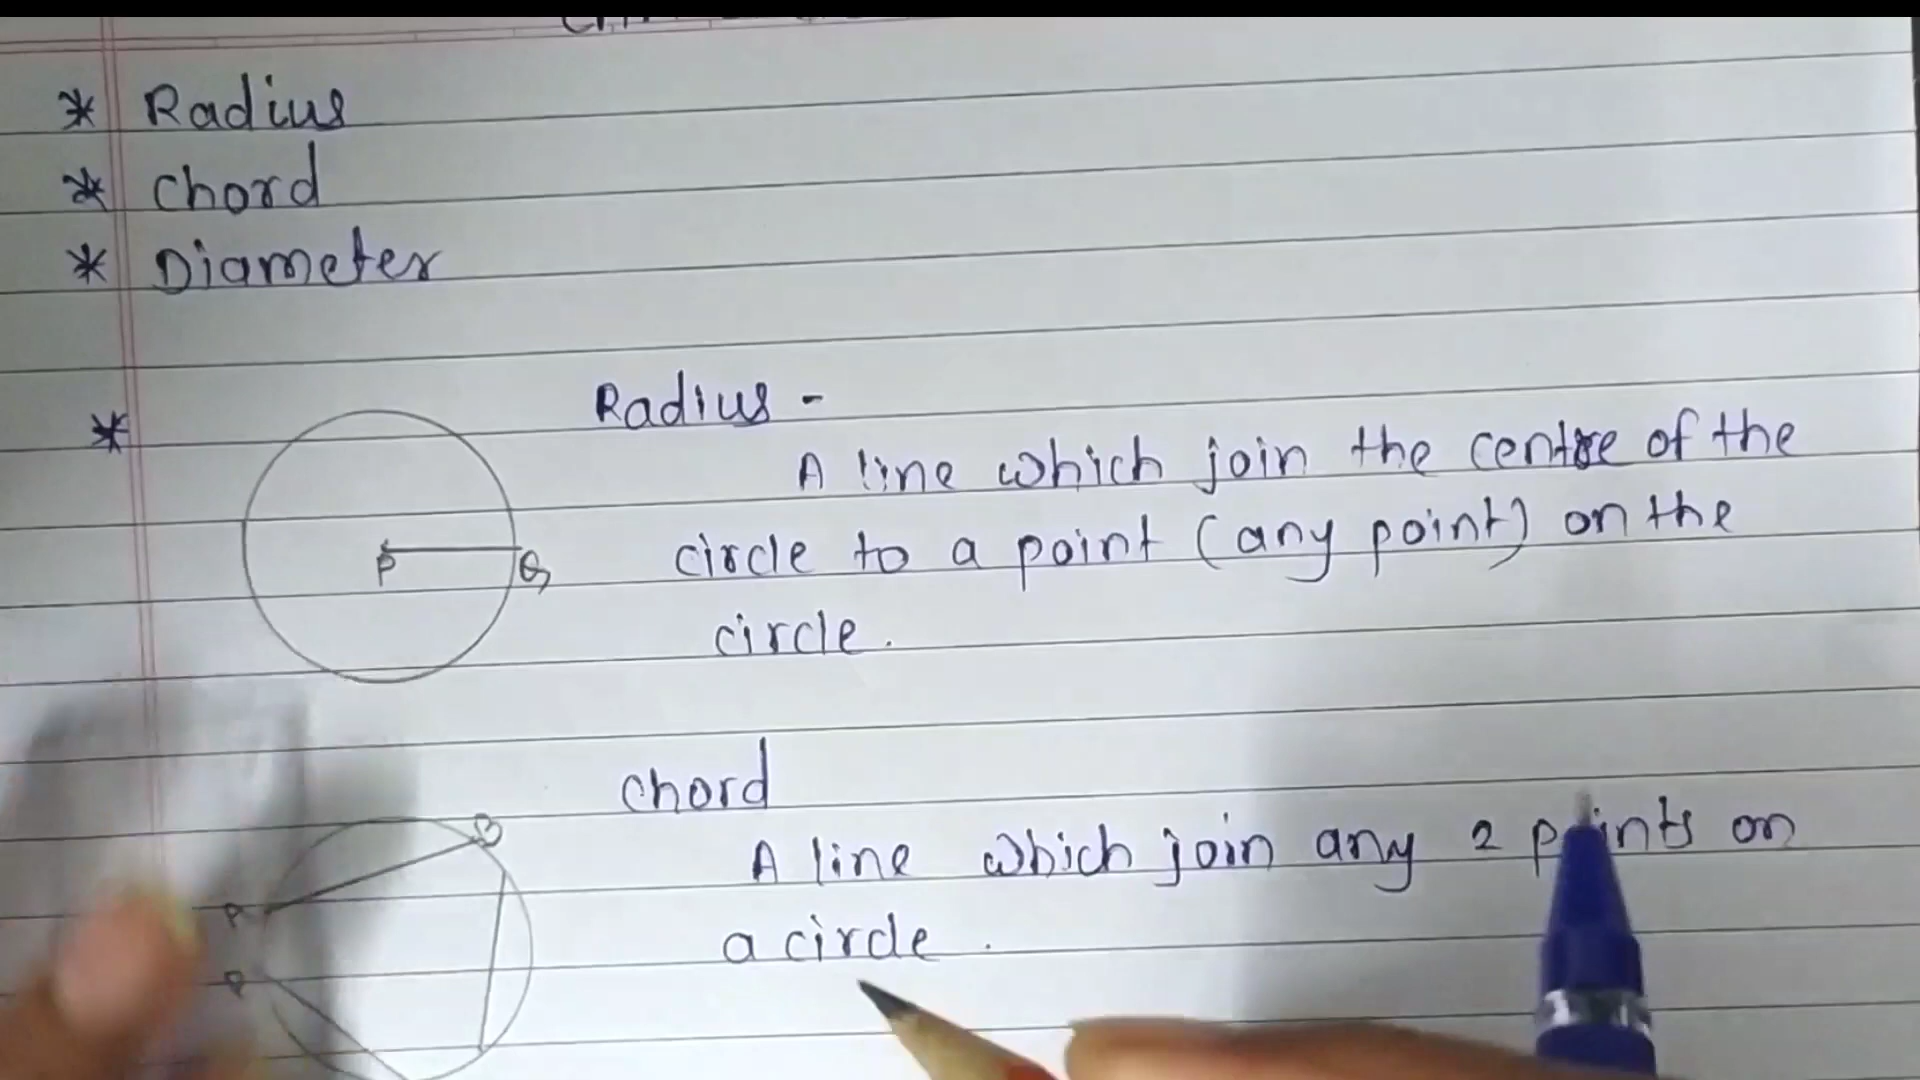 * Radius
* Chord
* Diameter
*
Radius -
A line which join the centre of the
circle to a point (any point) on the
circle.
P
Q
chord
A line which join any 2 points on
a circle.
B
A
P